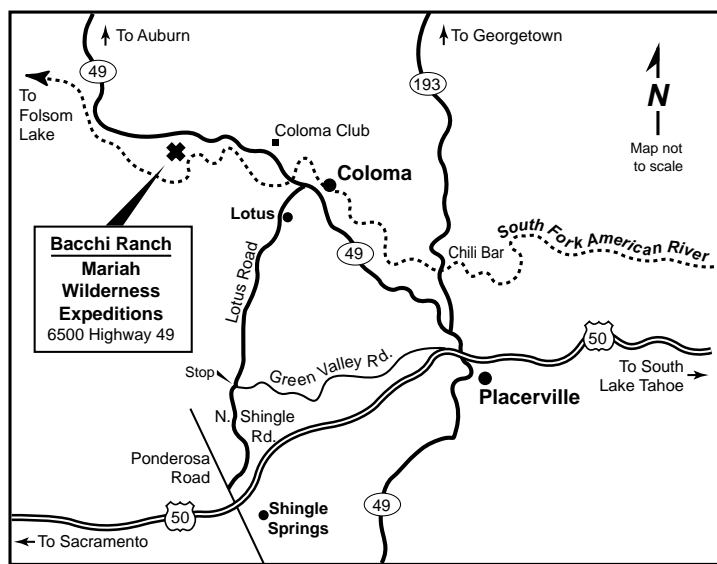 To Auburn
To Georgetown
49
193
N
Map not
to scale
To
Folsom
Lake
Coloma Club
Coloma
Lotus
South Fork American River
Chili Bar
49
Bacchi Ranch
Mariah
Wilderness
Expeditions
6500 Highway 49
Lotus Road
50
To South
Lake Tahoe
Green Valley Rd.
Stop
Placerville
N. Shingle
Rd.
Ponderosa
Road
49
Shingle
Springs
50
To Sacramento